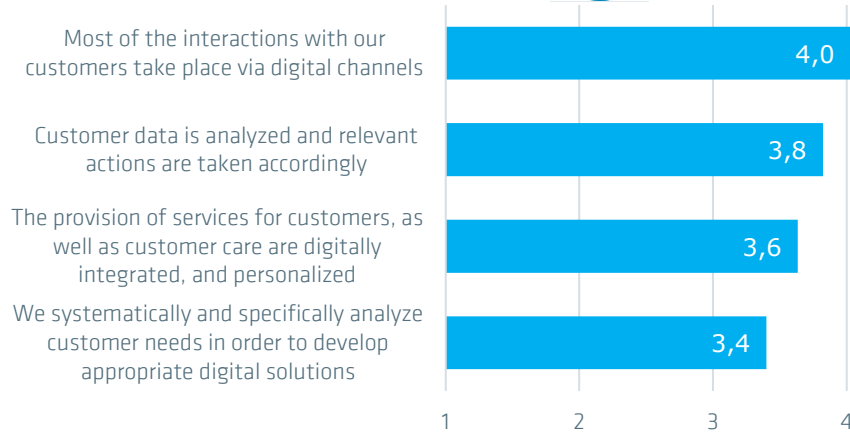 Most of the interactions with our
customers take place via digital channels
4,0
Customer data is analyzed and relevant
actions are taken accordingly
3,8
The provision of services for customers, as
well as customer care are digitally
integrated, and personalized
3,6
We systematically and specifically analyze
customer needs in order to develop
appropriate digital solutions
3,4
1 2 3 4